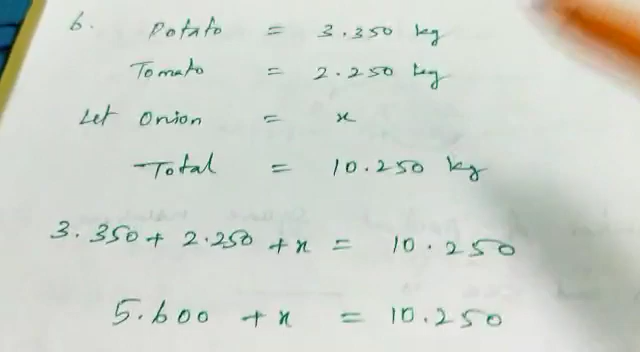 6. Potato = 3.350 kg
Tomato = 2.250 kg
Let Onion = x
Total = 10.250 kg
3.350 + 2.250 + x = 10.250
5.600 + x = 10.250